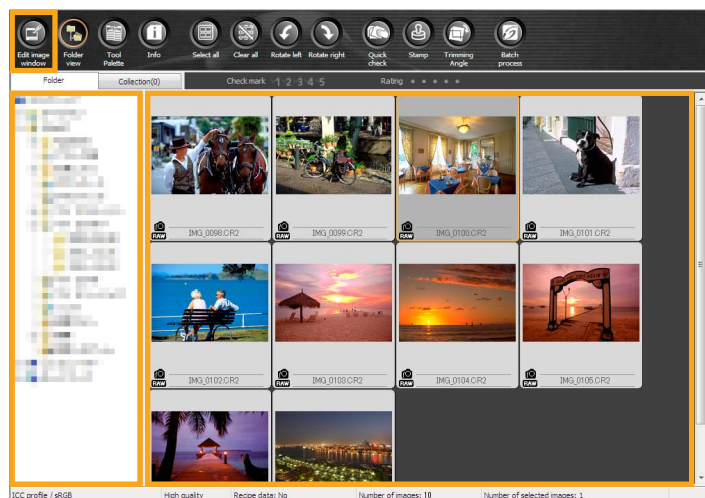 Edit image window
Folder view
Tool Palette
Info
Select all
Clear all
Rotate left
Rotate right
Quick check
Stamp
Trimming Angle
Batch process
Folder
Collection(0)
Check mark
1 2 3 4 5
Rating
RAW IMG_0098.CR2
RAW IMG_0099.CR2
RAW IMG_0100.CR2
RAW IMG_0101.CR2
RAW IMG_0102.CR2
RAW IMG_0103.CR2
RAW IMG_0104.CR2
RAW IMG_0105.CR2
ICC profile / sRGB
High quality
Recipe data: No
Number of images: 10
Number of selected images: 1